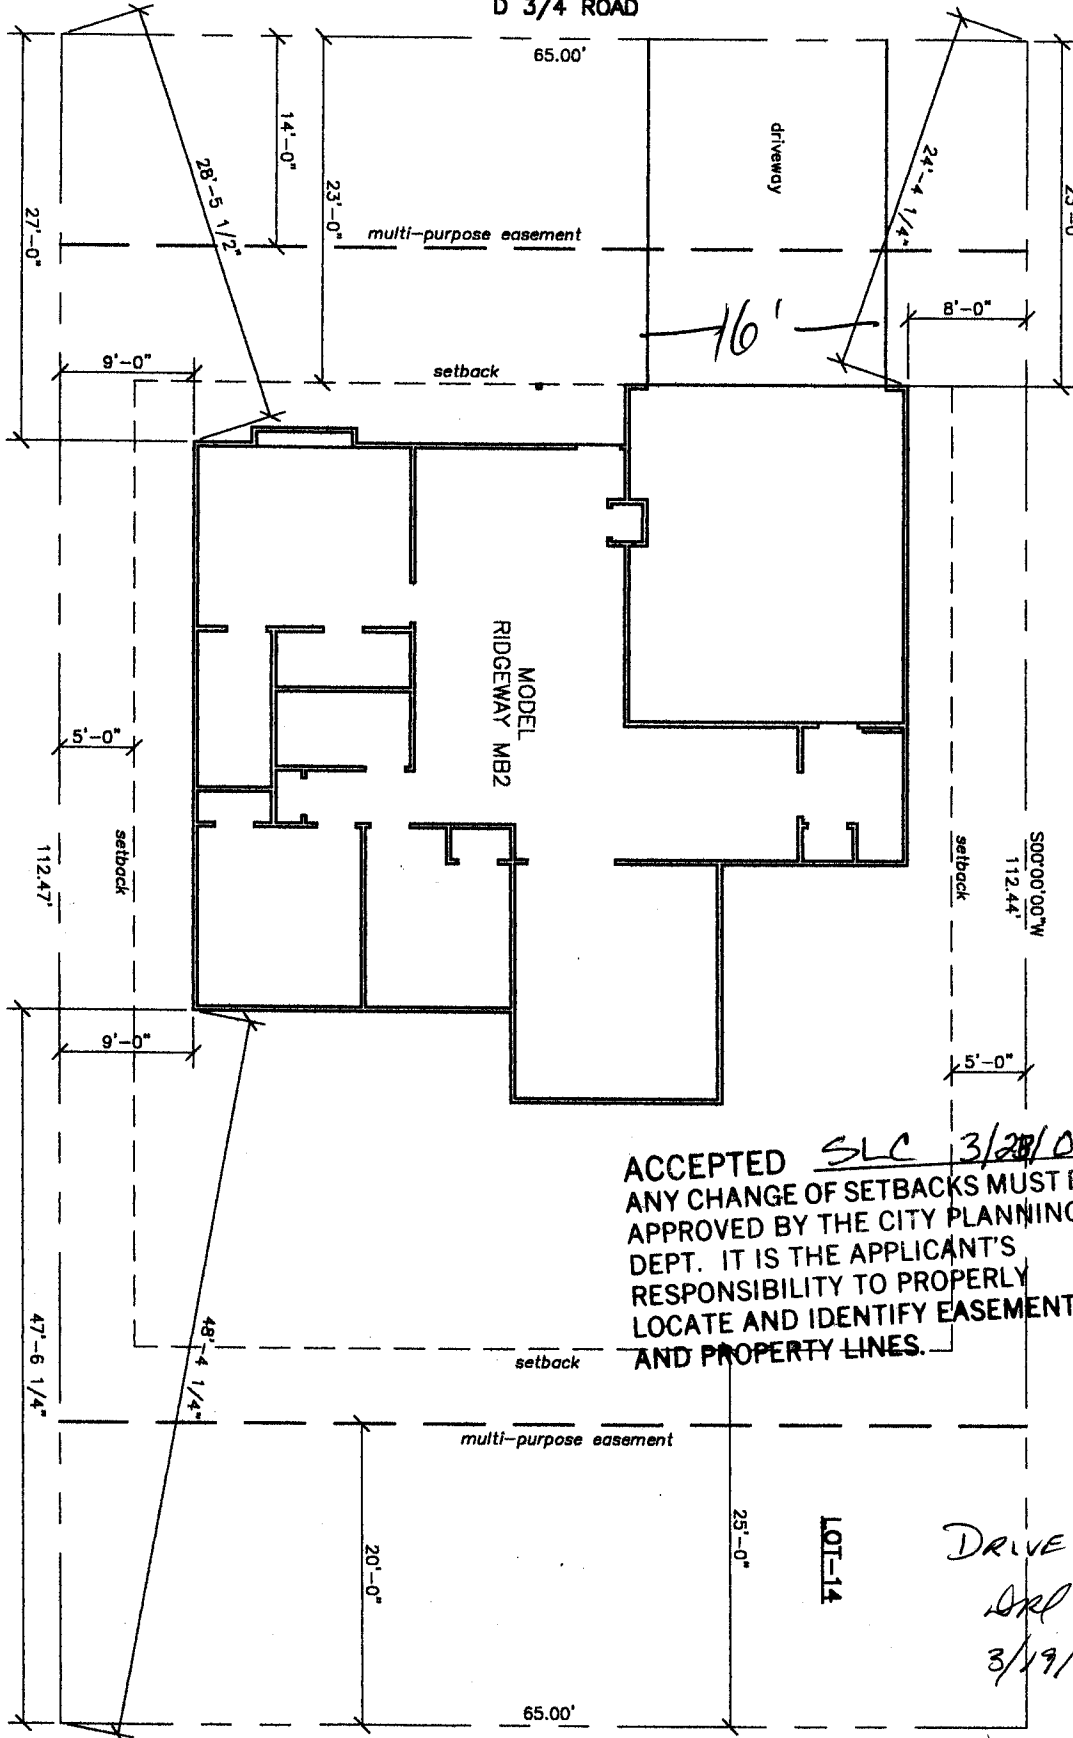 D 3/4 ROAD
65.00'
14'-0"
23'-0"
28'-5 1/2"
27'-0"
driveway
24'-4 1/4"
multi-purpose easement
16'
8'-0"
9'-0"
setback
MODEL
RIDGEWAY MB2
5'-0"
setback
112.47'
setback
S00°00'00"W
112.44'
9'-0"
5'-0"
ACCEPTED SLC
ANY CHANGE OF SETBACKS MUST
APPROVED BY THE CITY PLANNING
DEPT. IT IS THE APPLICANT'S
RESPONSIBILITY TO PROPERLY
LOCATE AND IDENTIFY EASEMENT
AND PROPERTY LINES.
47'-6 1/4"
48'-4 1/4"
setback
multi-purpose easement
20'-0"
25'-0"
LOT-14
DRIVE
3/19/
65.00'